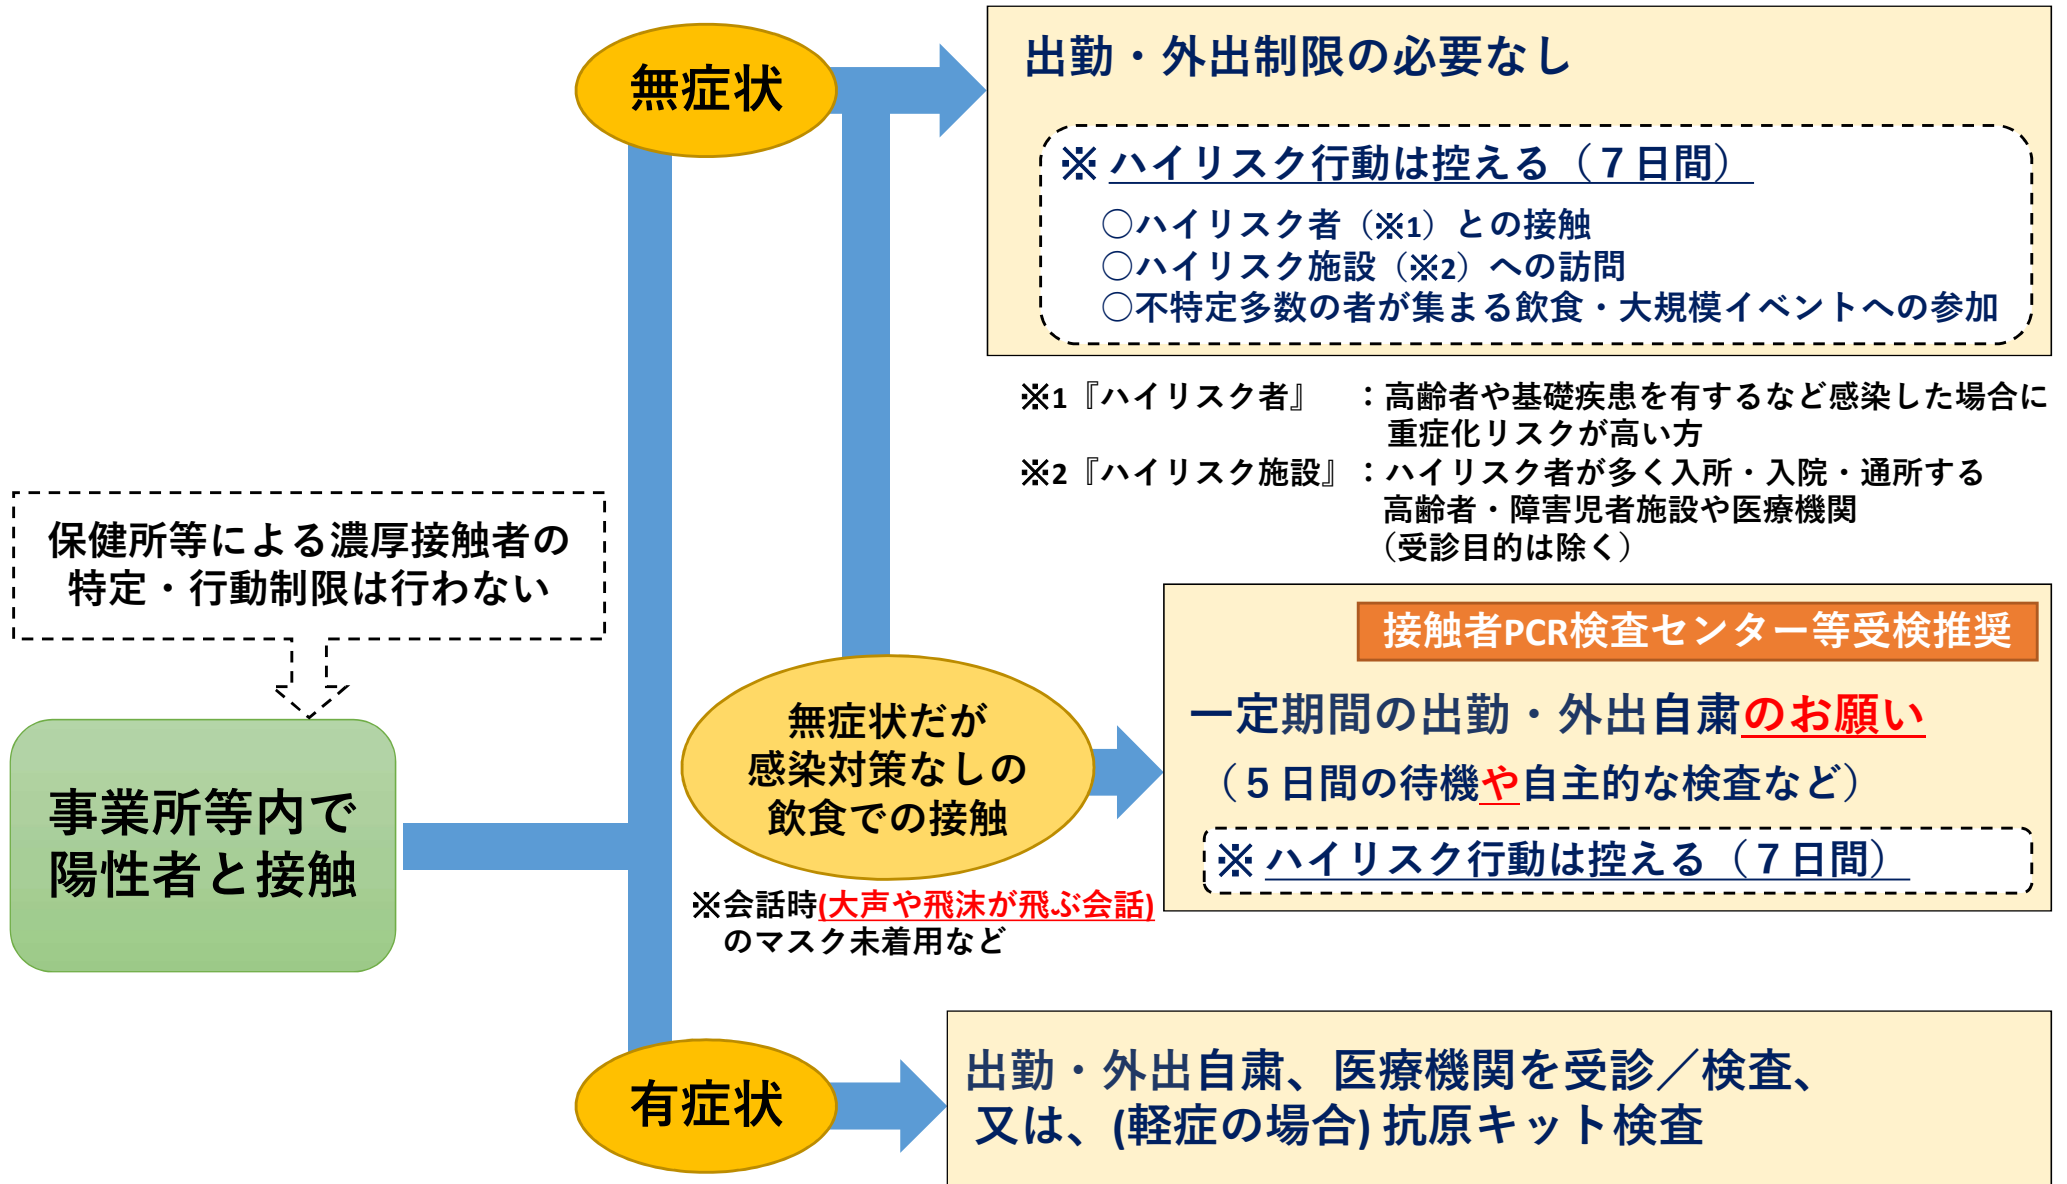 無症状
出勤・外出制限の必要なし
※ ハイリスク行動は控える（７日間）
○ハイリスク者（※1）との接触
○ハイリスク施設（※2）への訪問
○不特定多数の者が集まる飲食・大規模イベントへの参加
※1『ハイリスク者』　：高齢者や基礎疾患を有するなど感染した場合に
重症化リスクが高い方
※2『ハイリスク施設』：ハイリスク者が多く入所・入院・通所する
高齢者・障害児者施設や医療機関
（受診目的は除く）
保健所等による濃厚接触者の
特定・行動制限は行わない
事業所等内で
陽性者と接触
無症状だが
感染対策なしの
飲食での接触
※会話時(大声や飛沫が飛ぶ会話)
のマスク未着用など
接触者PCR検査センター等受検推奨
一定期間の出勤・外出自粛のお願い
（５日間の待機や自主的な検査など）
※ ハイリスク行動は控える（７日間）
有症状
出勤・外出自粛、医療機関を受診／検査、
又は、(軽症の場合) 抗原キット検査